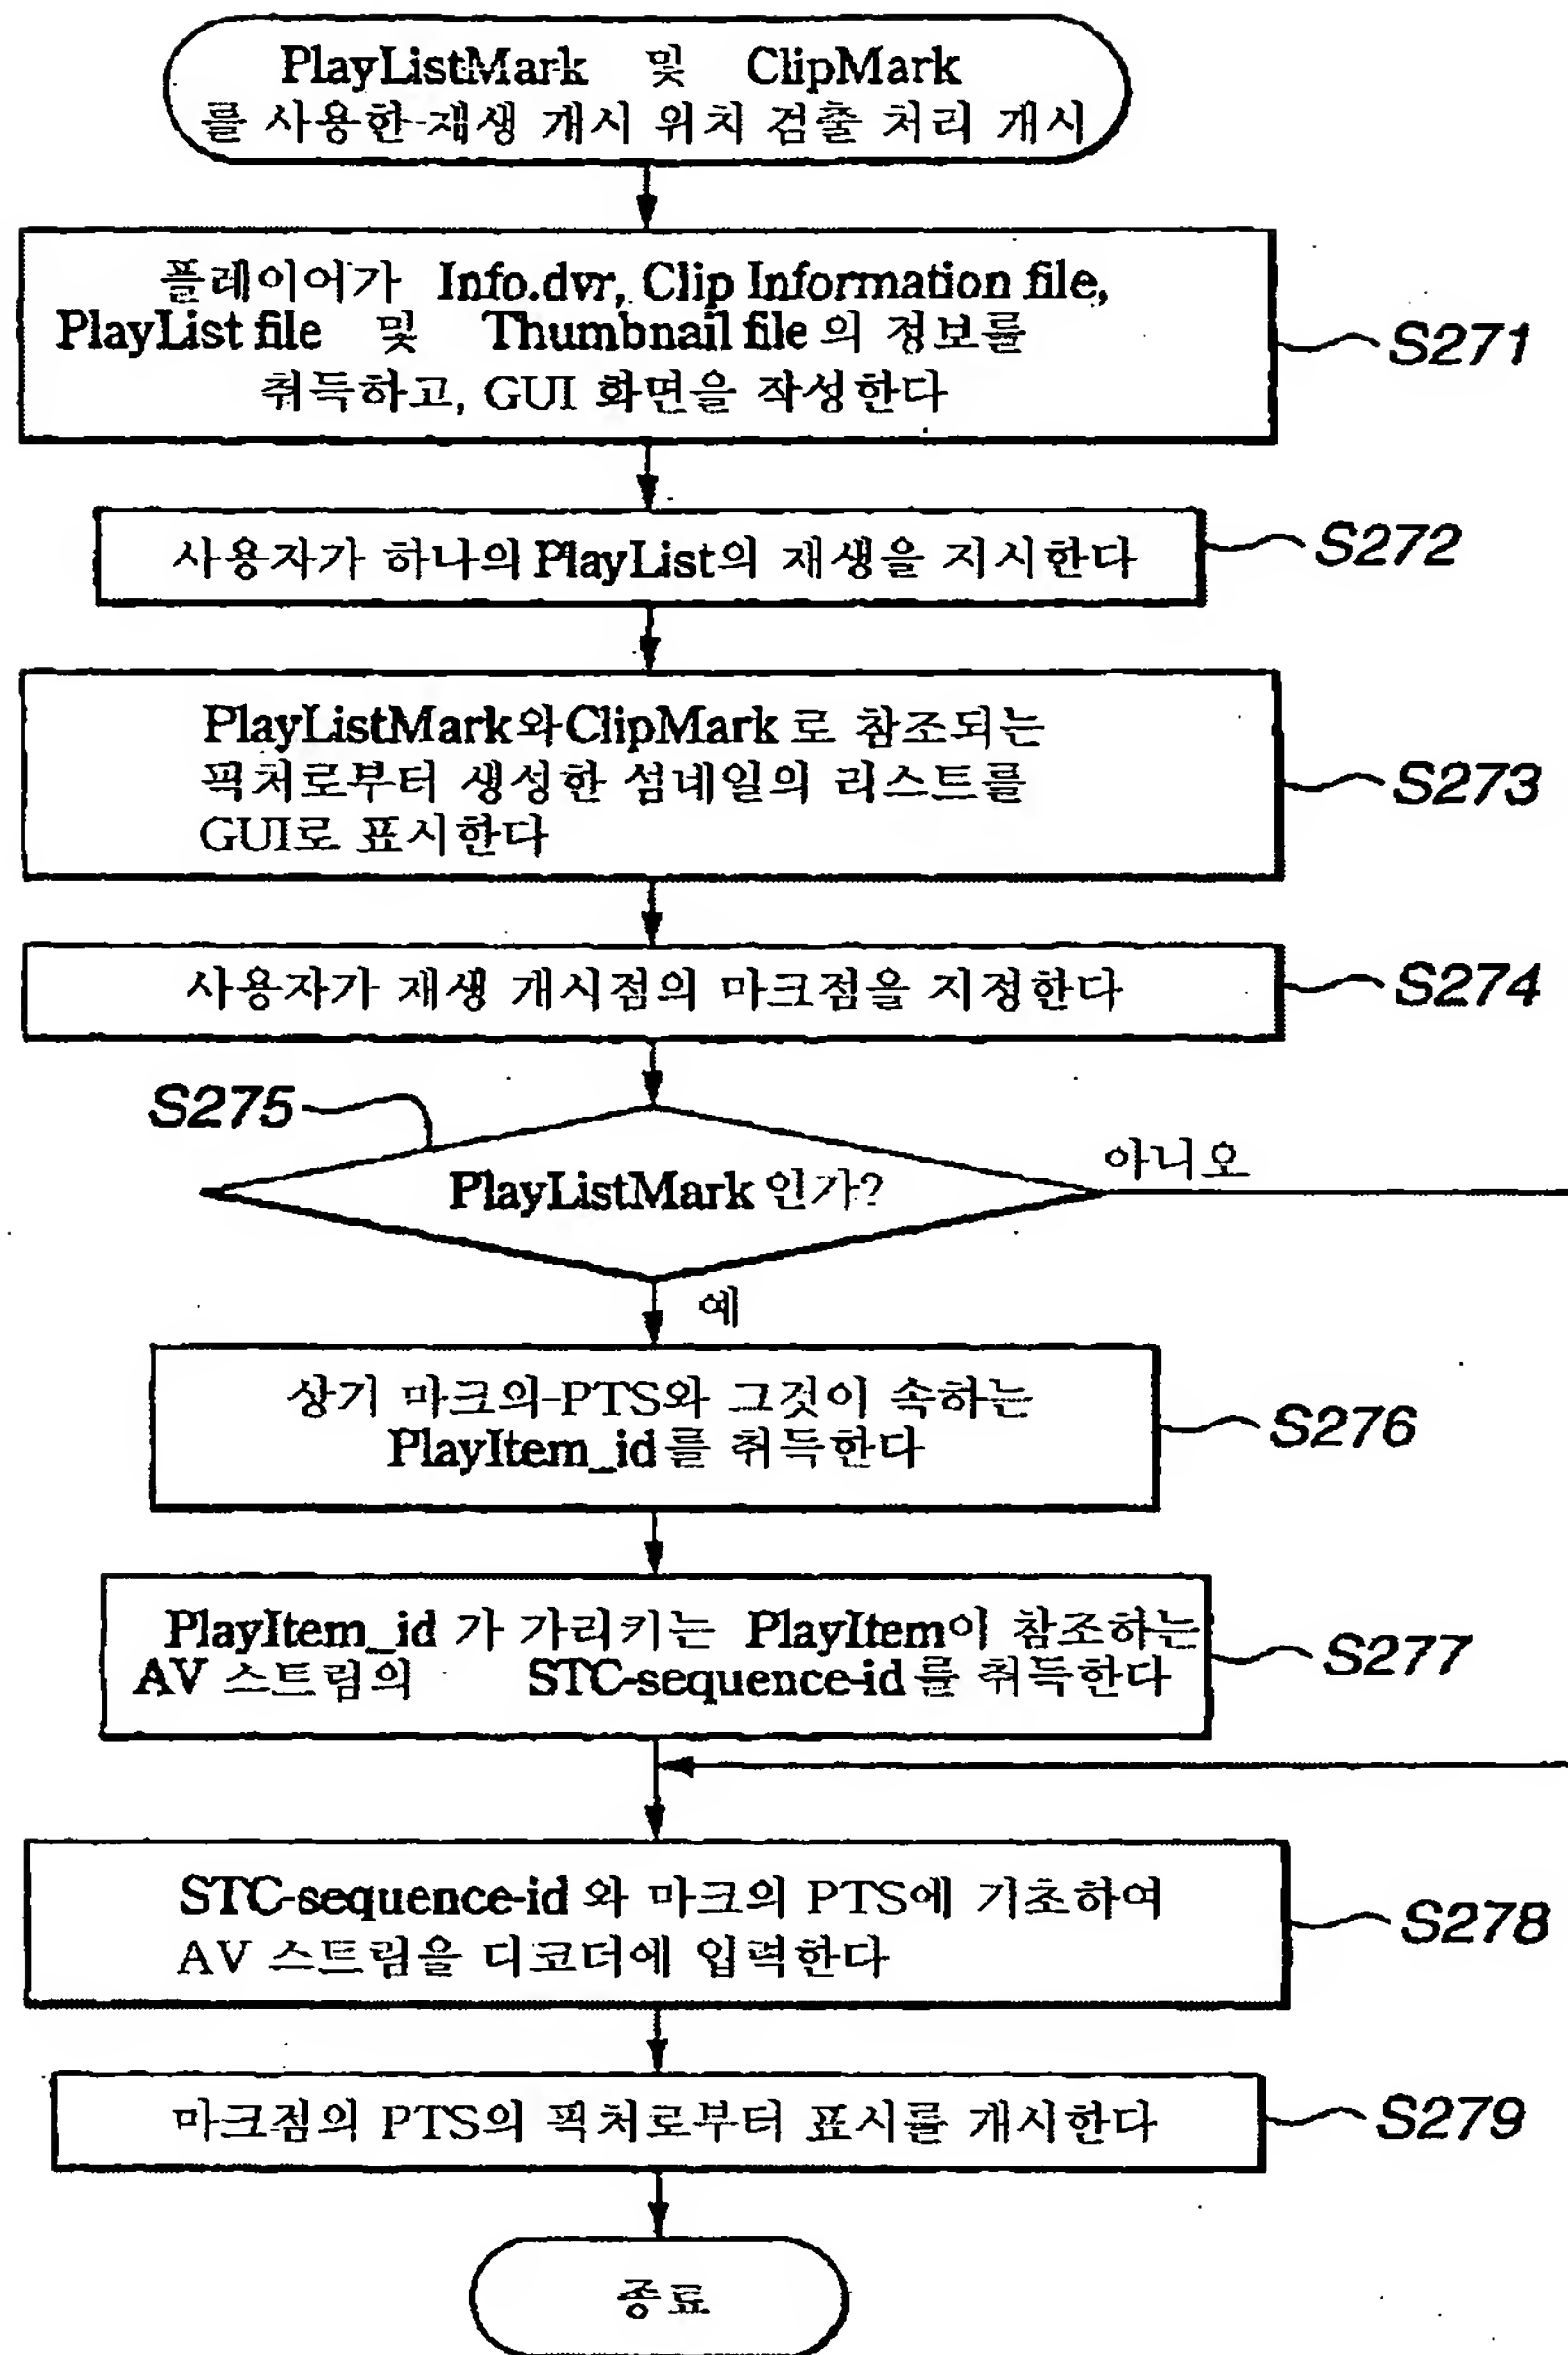 PlayListMark 및 ClipMark
를 사용한 재생 개시 위치 검출 처리 개시
플레이어가 Info.dvr, Clip Information file,
PlayList file 및 Thumbnail file 의 정보를
취득하고, GUI 화면을 작성한다
S271
사용자가 하나의 PlayList의 재생을 지시한다
S272
PlayListMark와 ClipMark 로 참조되는
픽처로부터 생성한 섬네일의 리스트를
GUI로 표시한다
S273
사용자가 재생 개시점의 마크점을 지정한다
S274
S275
PlayListMark 인가?
아니오
예
상기 마크의 PTS와 그것이 속하는
PlayItem_id 를 취득한다
S276
PlayItem_id 가 가리키는 PlayItem이 참조하는
AV 스트림의 STC-sequence-id 를 취득한다
S277
STC-sequence-id 와 마크의 PTS에 기초하여
AV 스트림을 디코더에 입력한다
S278
마크점의 PTS의 픽처로부터 표시를 개시한다
S279
종료